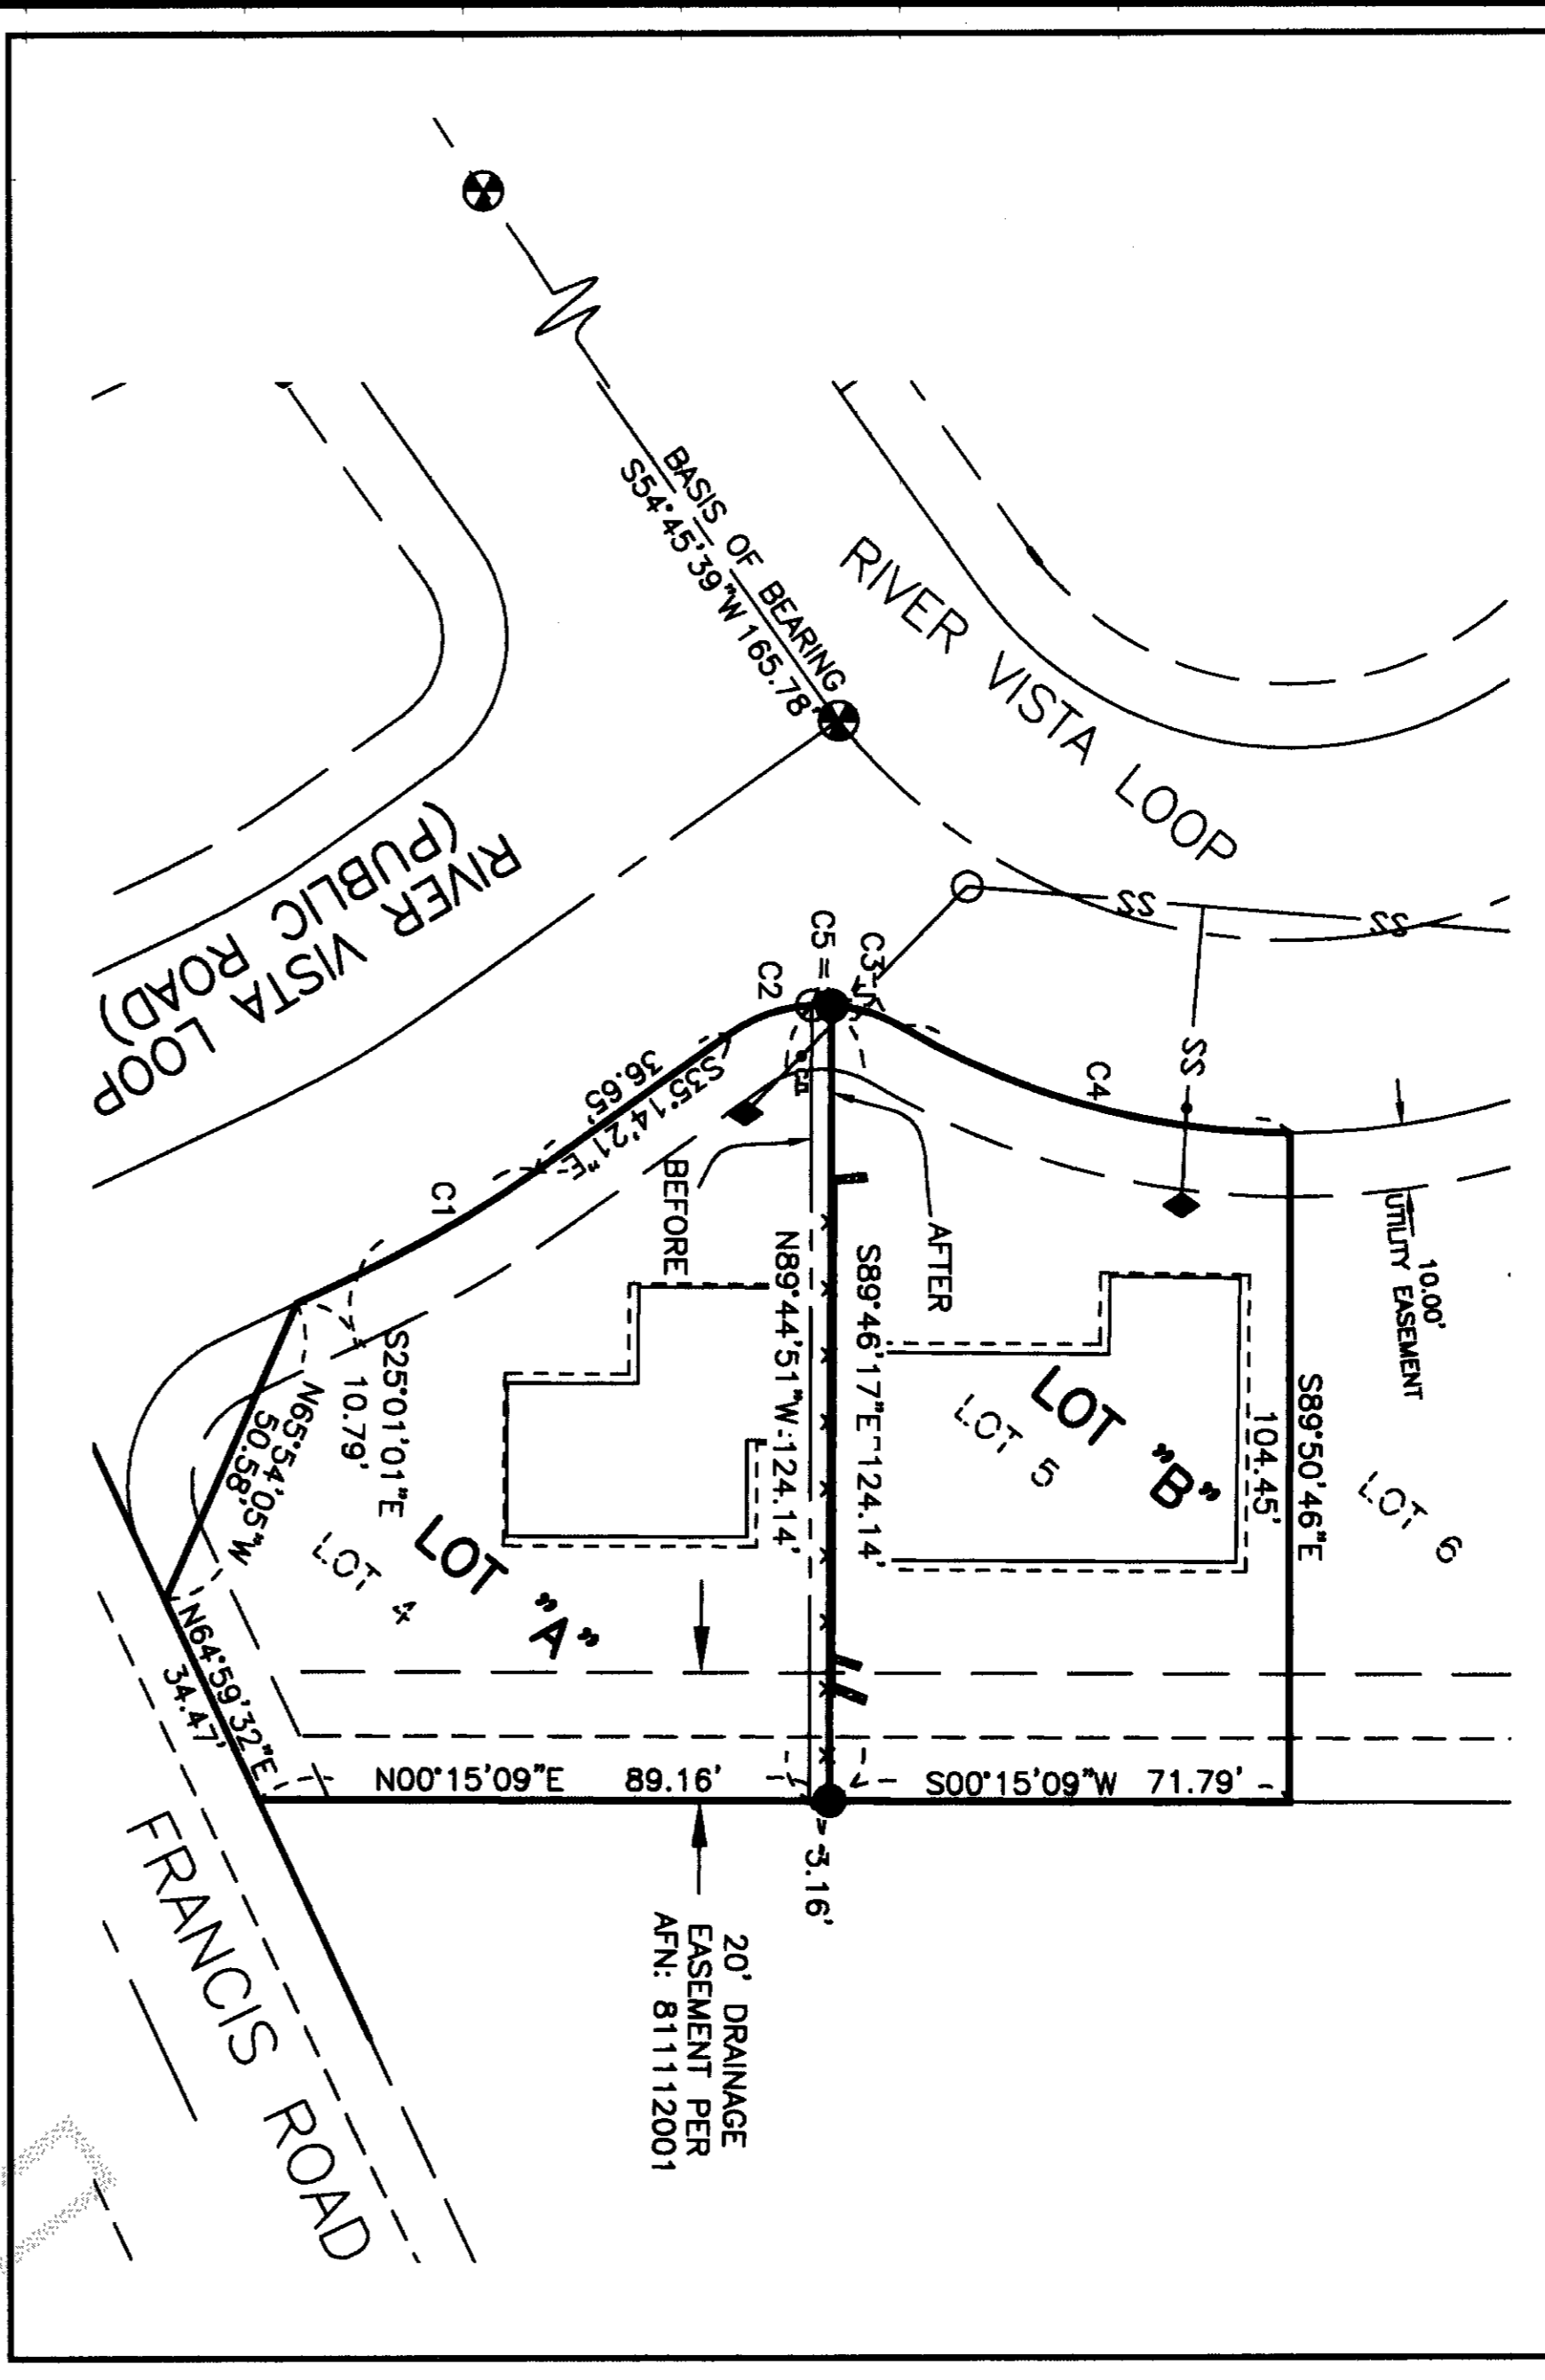 BASIS OF BEARING
S54°45'39"W 165.78'
RIVER VISTA LOOP
RIVER VISTA LOOP
(PUBLIC ROAD)
SS
SS
SS
C5 =
C3
C2
C4
C1
S35°14'21"E
36.65'
BEFORE
AFTER
10.00'
UTILITY EASEMENT
S89°46'17"E 124.14'
N89°44'51"W 124.14'
S89°50'46"E
104.45'
LOT "B"
LOT 5
LOT 6
S25°01'01"E
10.79'
N65°54'05"W
50.58'
LOT "A"
LOT 4
N64°59'32"E
34.47'
N00°15'09"E 89.16'
S00°15'09"W 71.79'
3.16'
20' DRAINAGE
EASEMENT PER
AFN: 8111112001
FRANCIS ROAD